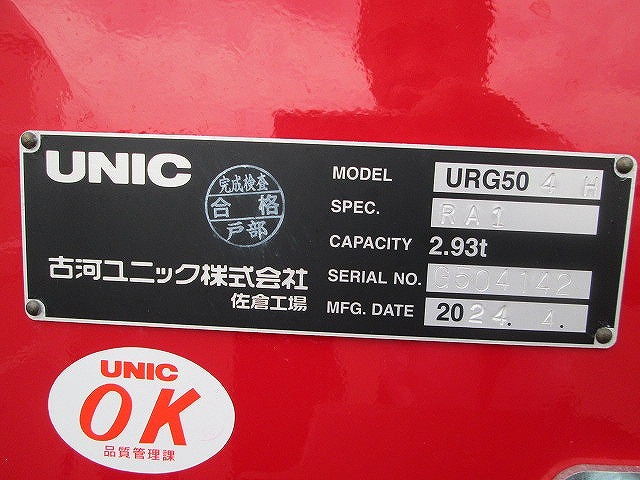 UNIC
完成検査
合格
戸部
古河ユニック株式会社
佐倉工場
MODEL URG50 4 H
SPEC. RA1
CAPACITY 2.93t
SERIAL NO. G504142
MFG. DATE 2024. 4.
UNIC
OK
品質管理課